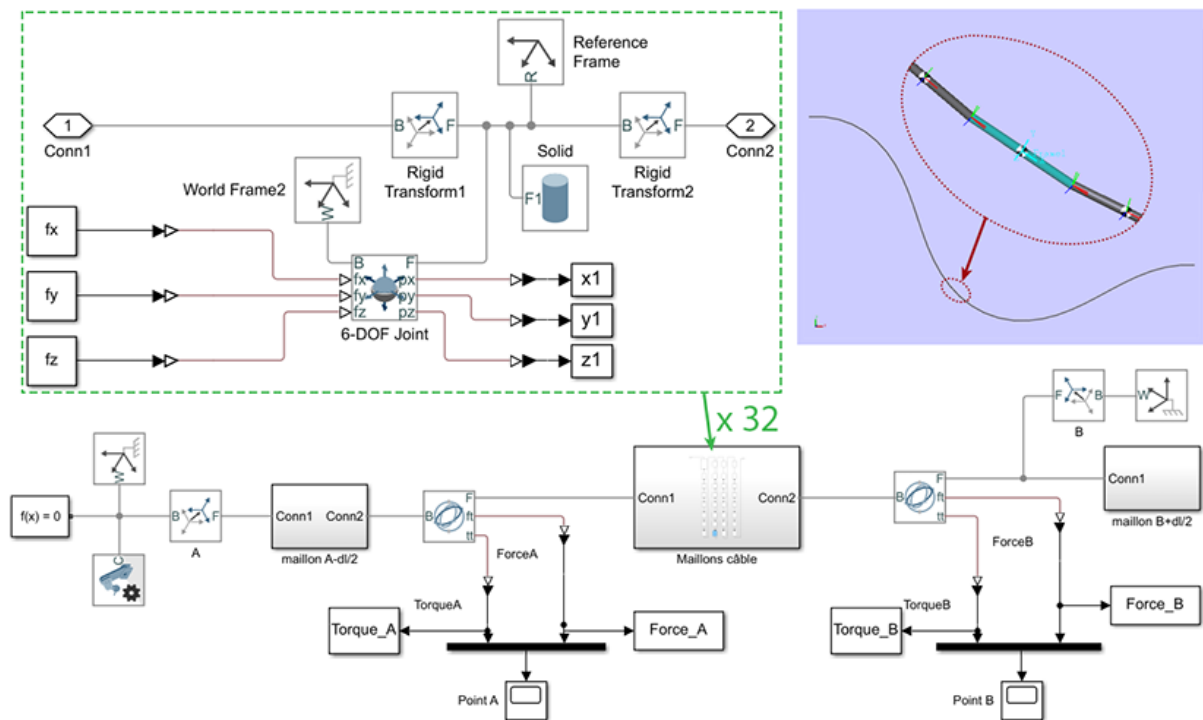 Reference
Frame
R
1
Conn1
B F
Rigid
Transform1
Solid
F1
B F
Rigid
Transform2
2
Conn2
World Frame2
W
fx
fy
fz
B F
fx px
fy py
fz pz
6-DOF Joint
x1
y1
z1
x 32
f(x) = 0
W
C
B F
A
Conn1 Conn2
maillon A-dl/2
B F
ft
tt
ForceA
TorqueA
Torque_A
Force_A
Point A
Conn1 Conn2
Maillons câble
B F
ft
tt
ForceB
TorqueB
Torque_B
Force_B
Point B
F B
B
W
Conn1
maillon B+dl/2